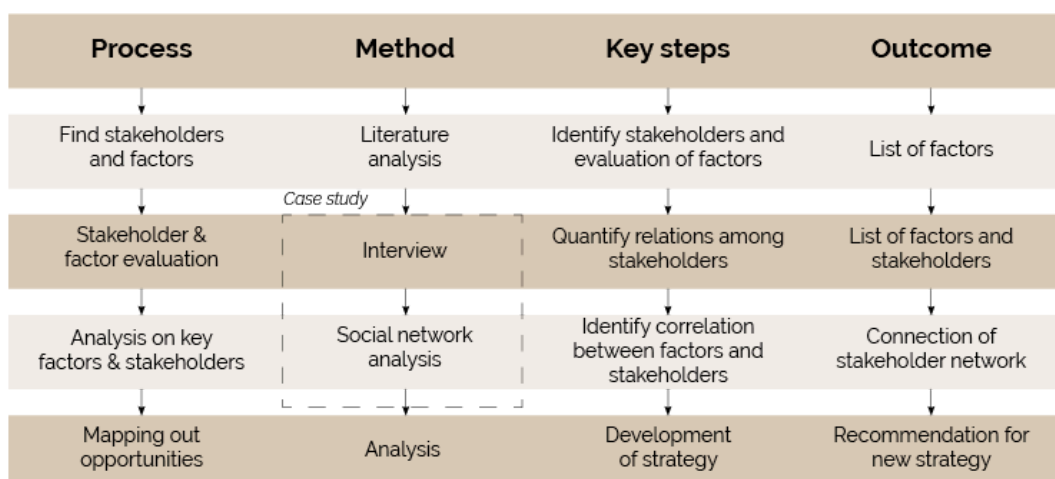 Process
Method
Key steps
Outcome
Find stakeholders
and factors
Literature
analysis
Identify stakeholders and
evaluation of factors
List of factors
Case study
Stakeholder &
factor evaluation
Interview
Quantify relations among
stakeholders
List of factors and
stakeholders
Analysis on key
factors & stakeholders
Social network
analysis
Identify correlation
between factors and
stakeholders
Connection of
stakeholder network
Mapping out
opportunities
Analysis
Development
of strategy
Recommendation for
new strategy